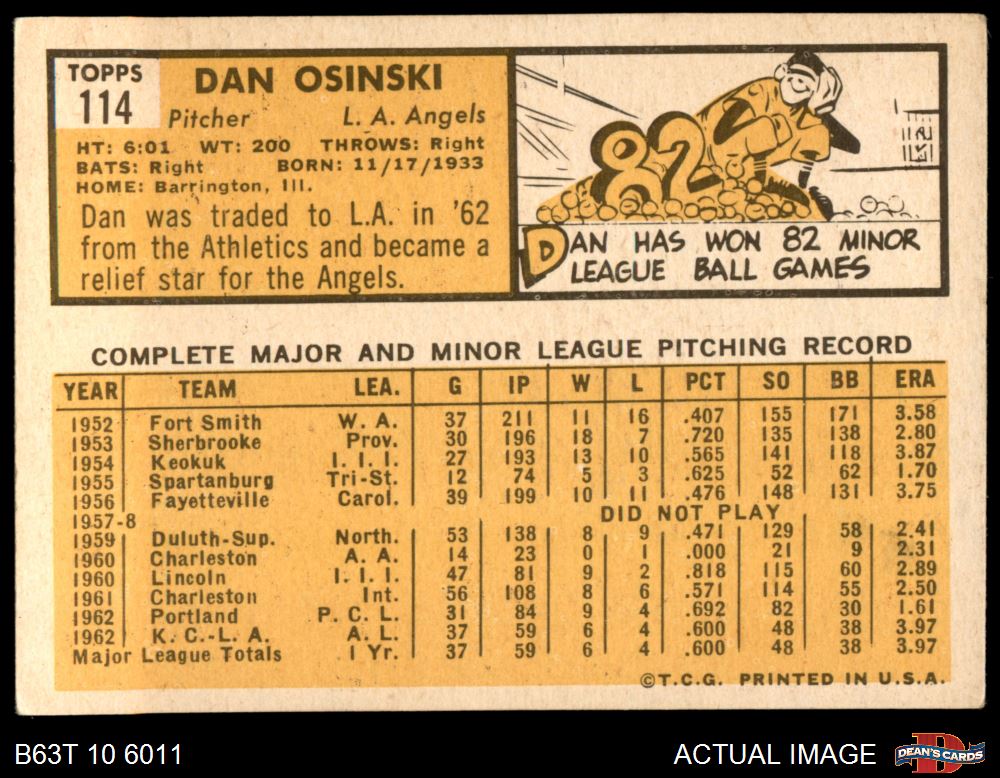 TOPPS
114
DAN OSINSKI
Pitcher L. A. Angels
HT: 6:01 WT: 200 THROWS: Right
BATS: Right BORN: 11/17/1933
HOME: Barrington, Ill.
Dan was traded to L.A. in '62
from the Athletics and became a
relief star for the Angels.
82
DAN HAS WON 82 MINOR
LEAGUE BALL GAMES
COMPLETE MAJOR AND MINOR LEAGUE PITCHING RECORD
YEAR TEAM LEA. G IP W L PCT SO BB ERA
1952 Fort Smith W. A. 37 211 11 16 .407 155 171 3.58
1953 Sherbrooke Prov. 30 196 18 7 .720 135 138 2.80
1954 Keokuk I. I. I. 27 193 13 10 .565 141 118 3.87
1955 Spartanburg Tri-St. 12 74 5 3 .625 52 62 1.70
1956 Fayetteville Carol. 39 199 10 11 .476 148 131 3.75
1957-8 DID NOT PLAY
1959 Duluth-Sup. North. 53 138 8 9 .471 129 58 2.41
1960 Charleston A. A. 14 23 0 1 .000 21 9 2.31
1960 Lincoln I. I. I. 47 81 9 2 .818 115 60 2.89
1961 Charleston Int. 56 108 8 6 .571 114 55 2.50
1962 Portland P. C. L. 31 84 9 4 .692 82 30 1.61
1962 K. C.-L. A. A. L. 37 59 6 4 .600 48 38 3.97
Major League Totals 1 Yr. 37 59 6 4 .600 48 38 3.97
©T.C.G. PRINTED IN U.S.A.
B63T 10 6011 ACTUAL IMAGE DEAN'S CARDS